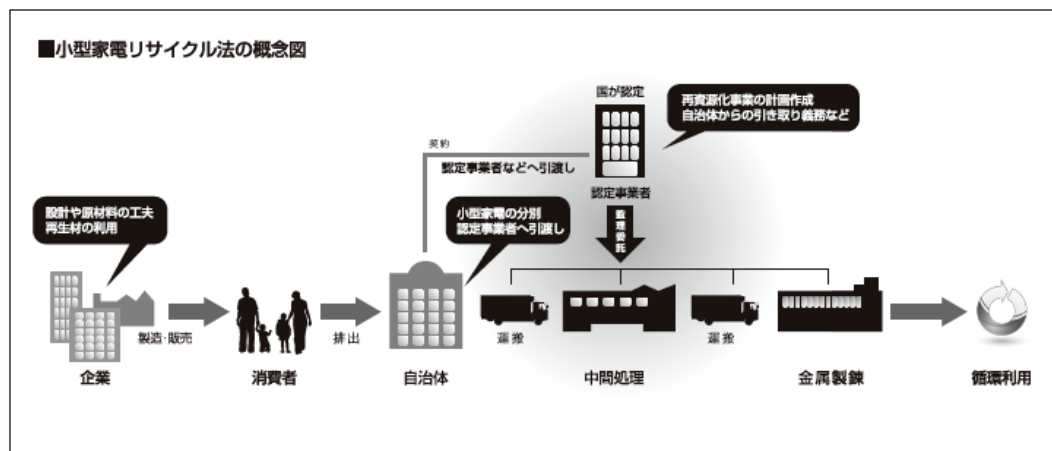 ■小型家電リサイクル法の概念図
国が認定
再資源化事業の計画作成
自治体からの引き取り義務など
契約
認定事業者などへ引渡し
認定事業者
設計や原材料の工夫
再生材の利用
小型家電の分別
認定事業者へ引渡し
処理委託
製造・販売
排出
運搬
運搬
企業
消費者
自治体
中間処理
金属製錬
循環利用